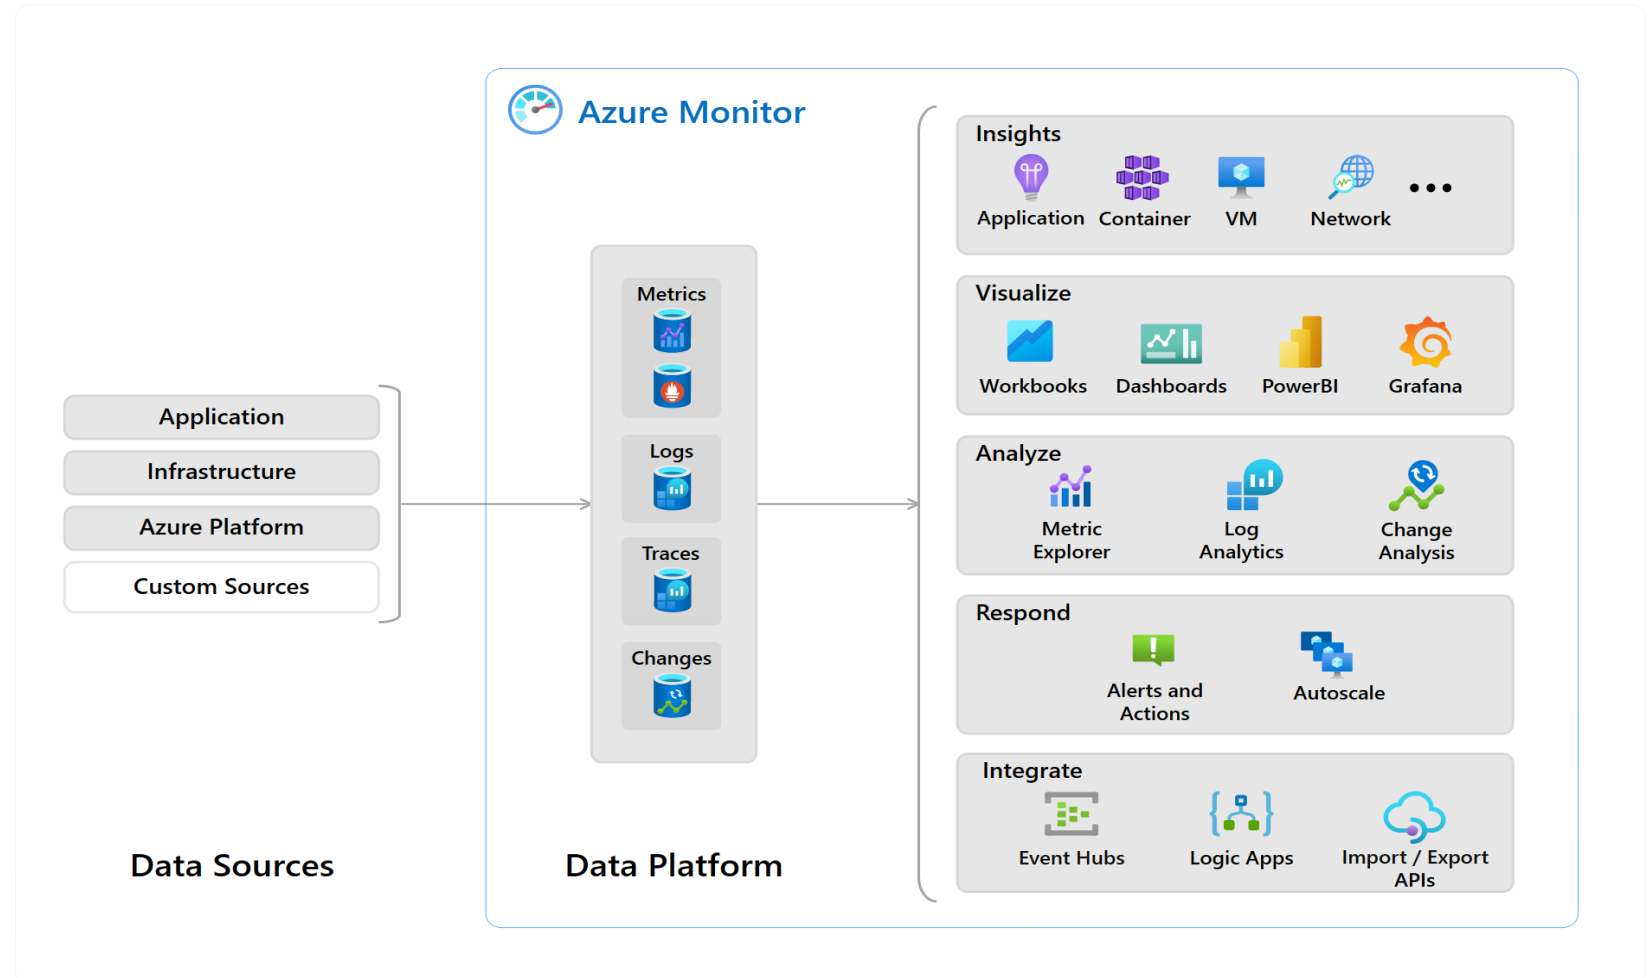 Azure Monitor
Application
Infrastructure
Azure Platform
Custom Sources
Data Sources
Metrics
Logs
Traces
Changes
Data Platform
Insights
Application
Container
VM
Network
...
Visualize
Workbooks
Dashboards
PowerBI
Grafana
Analyze
Metric
Explorer
Log
Analytics
Change
Analysis
Respond
Alerts and
Actions
Autoscale
Integrate
Event Hubs
Logic Apps
Import / Export
APIs